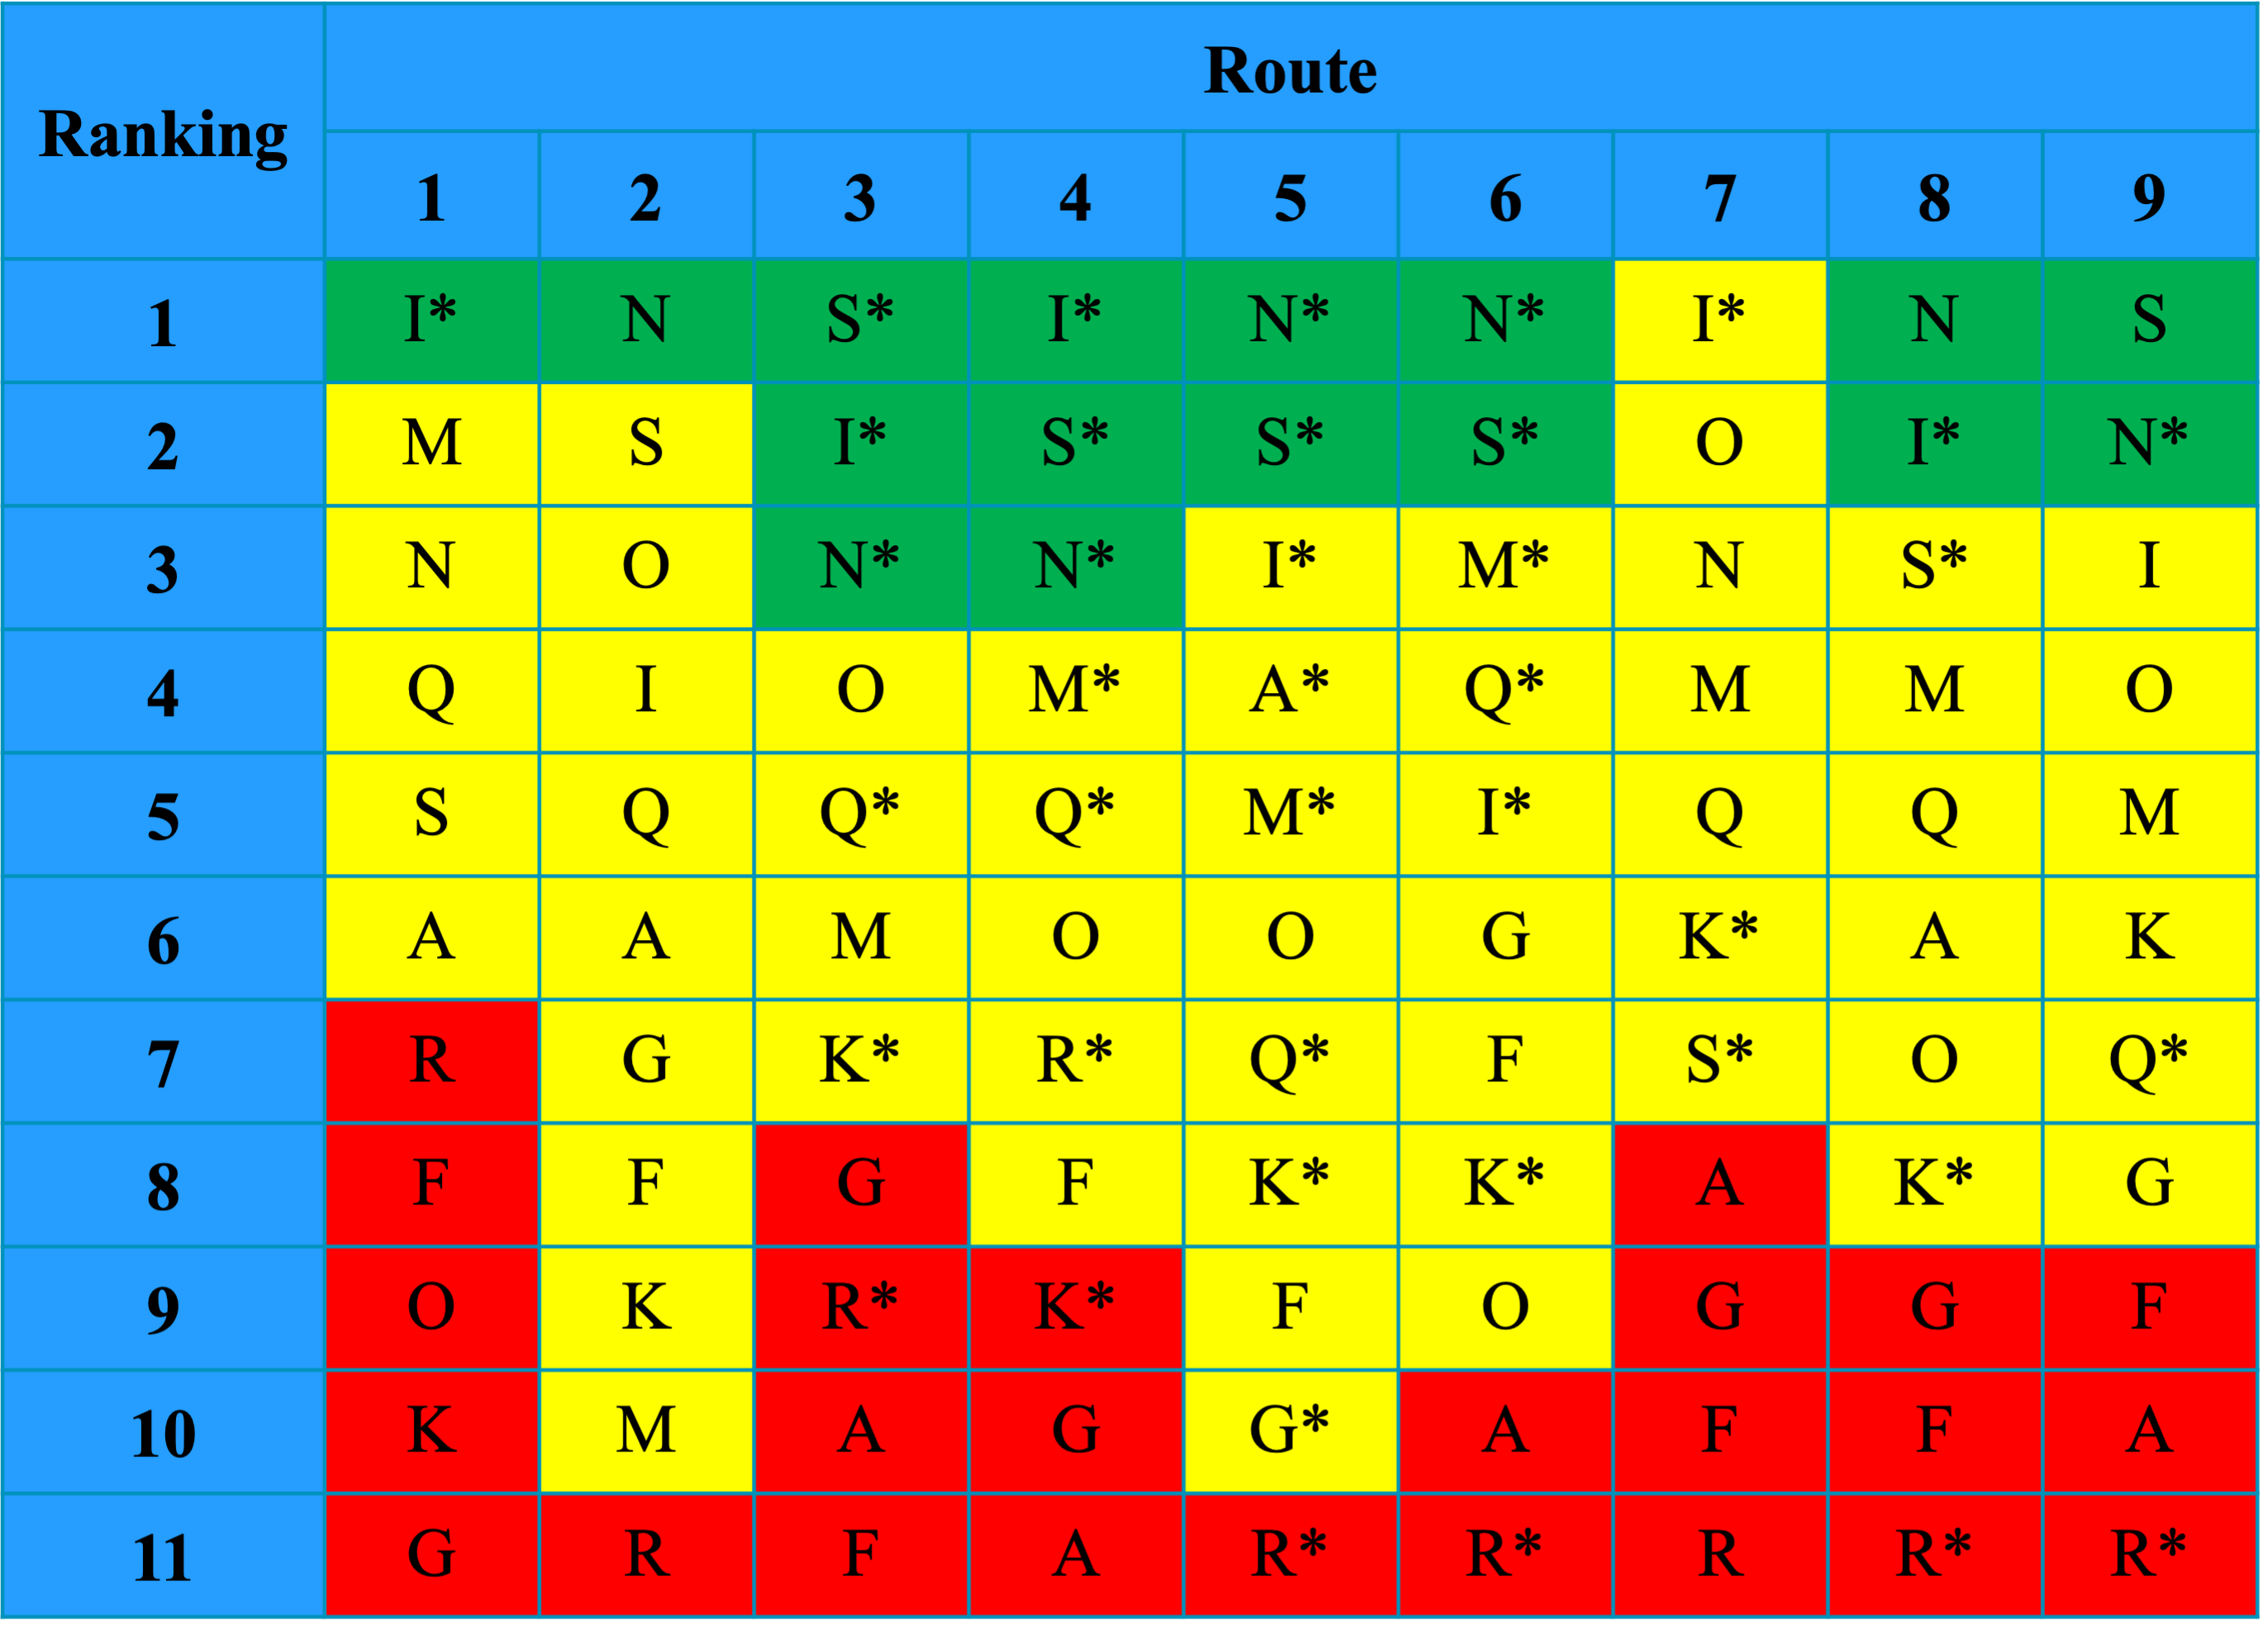 Ranking Route
1 2 3 4 5 6 7 8 9
1 I* N S* I* N* N* I* N S
2 M S I* S* S* S* O I* N*
3 N O N* N* I* M* N S* I
4 Q I O M* A* Q* M M O
5 S Q Q* Q* M* I* Q Q M
6 A A M O O G K* A K
7 R G K* R* Q* F S* O Q*
8 F F G F K* K* A K* G
9 O K R* K* F O G G F
10 K M A G G* A F F A
11 G R F A R* R* R R* R*